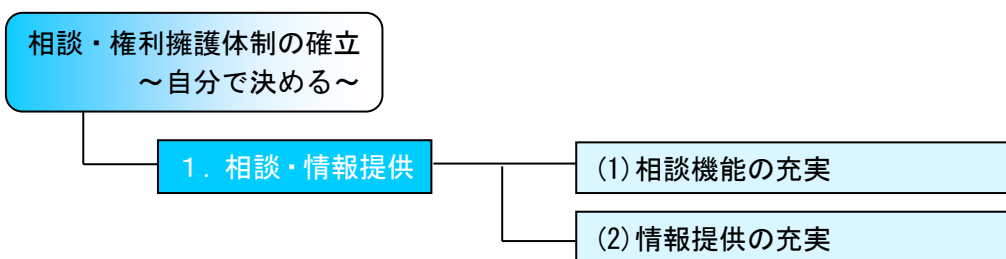 相談・権利擁護体制の確立
～自分で決める～
１．相談・情報提供
(1)相談機能の充実
(2)情報提供の充実